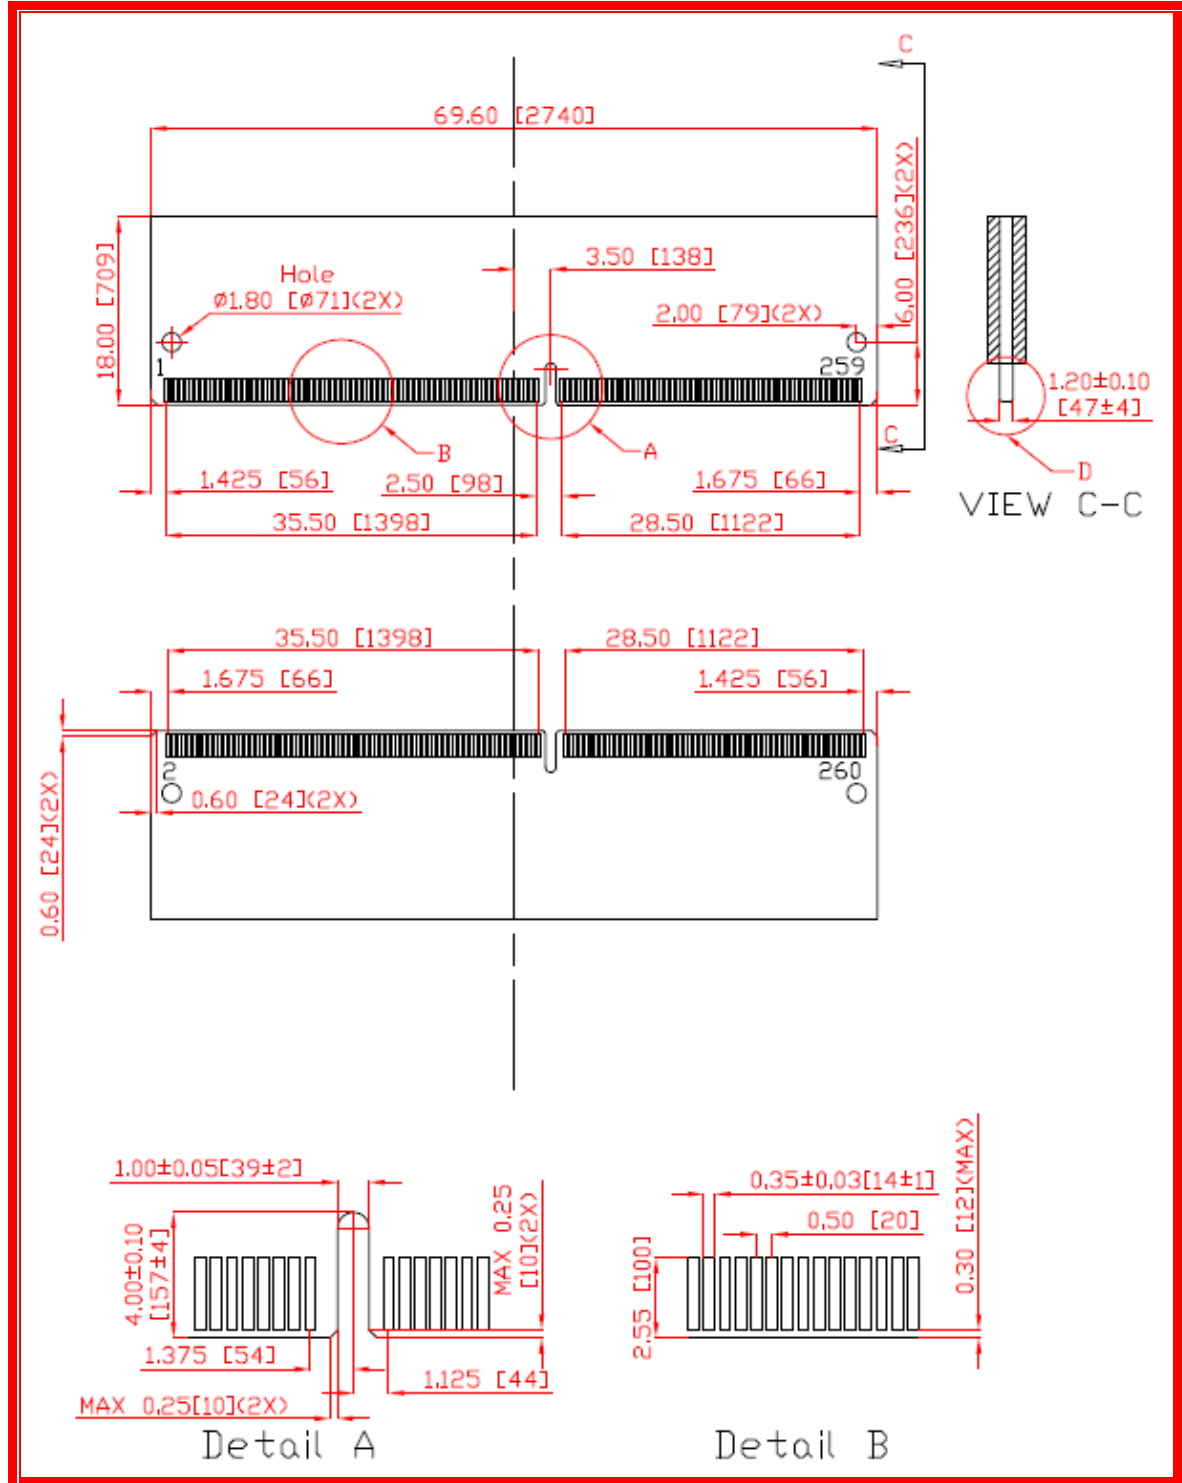 C
69.60 [2740]
6.00 [236](2X)
3.50 [138]
18.00 [709]
Hole
Ø1.80 [Ø71](2X)
2.00 [79](2X)
1
259
1.20±0.10
[47±4]
C
B
A
D
1.425 [56]
2.50 [98]
1.675 [66]
VIEW C-C
35.50 [1398]
28.50 [1122]
35.50 [1398]
28.50 [1122]
1.675 [66]
1.425 [56]
2
260
0.60 [24](2X)
0.60 [24](2X)
1.00±0.05[39±2]
4.00±0.10
[157±4]
MAX 0.25
[10](2X)
0.35±0.03[14±1]
0.50 [20]
0.30 [12](MAX)
2.55 [100]
1.375 [54]
1.125 [44]
MAX 0.25[10](2X)
Detail A
Detail B